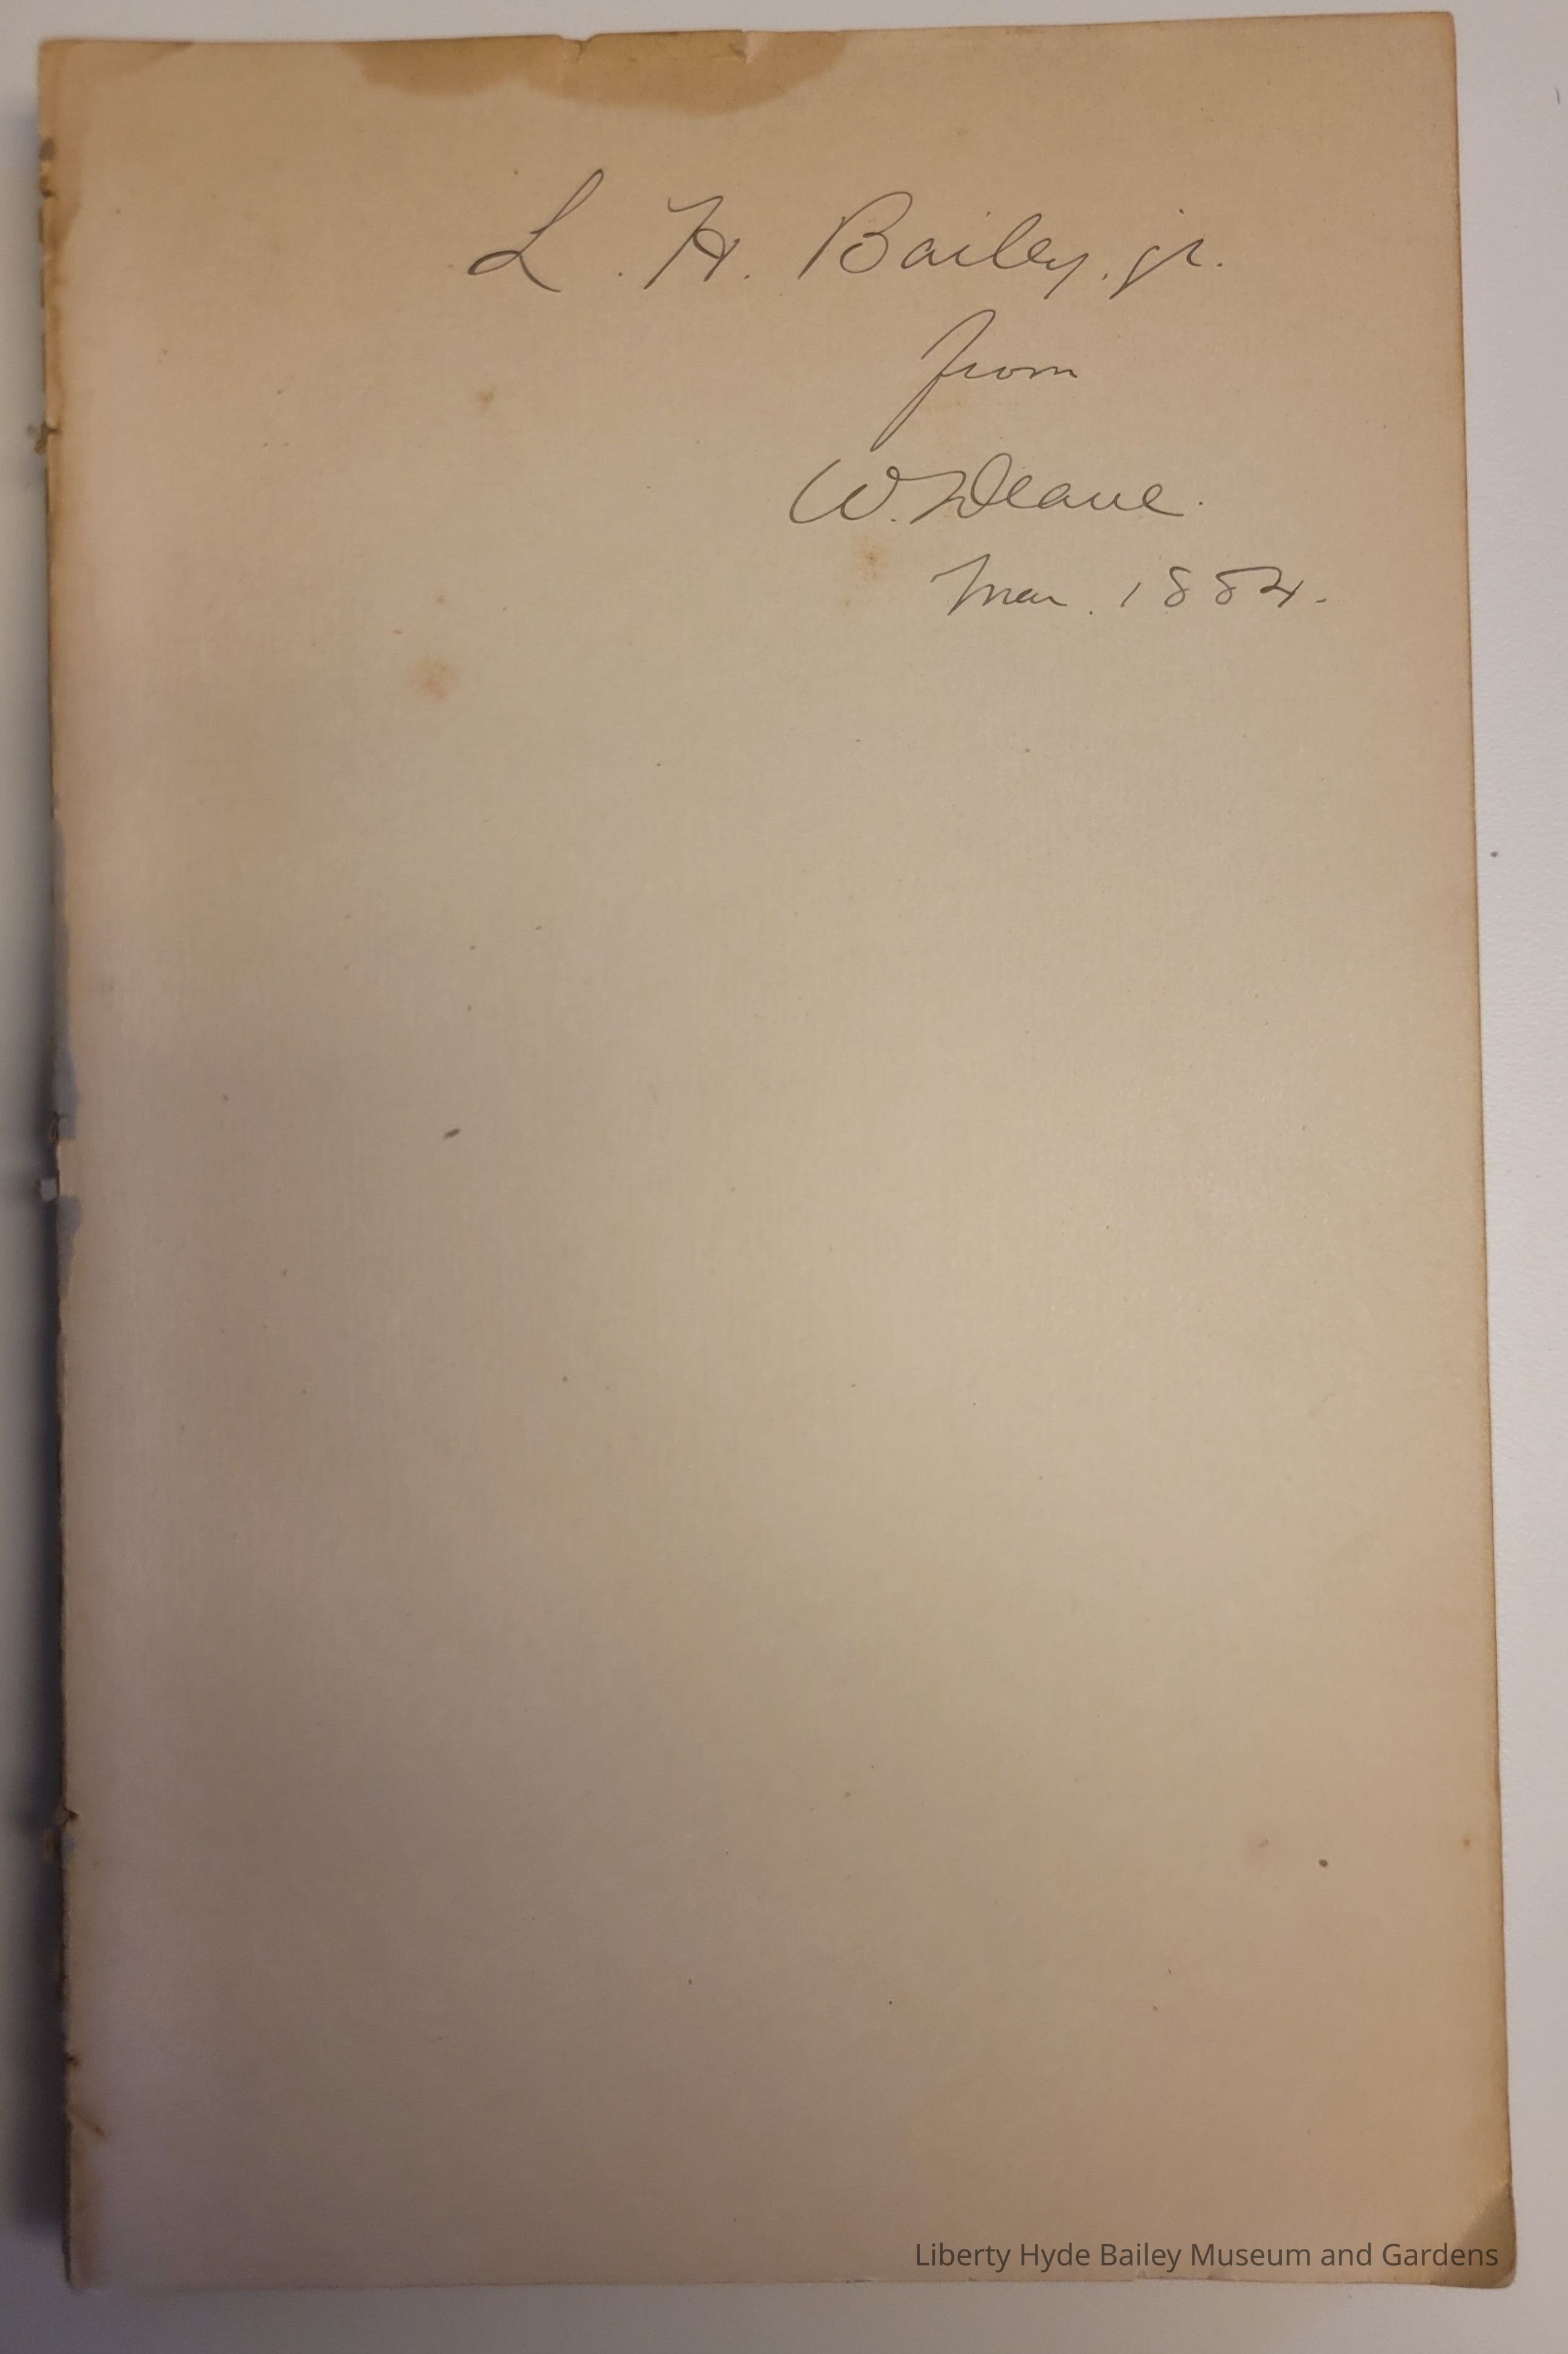 L. H. Bailey, jr.
from
W. Deane.
Mar. 1884.
Liberty Hyde Bailey Museum and Gardens